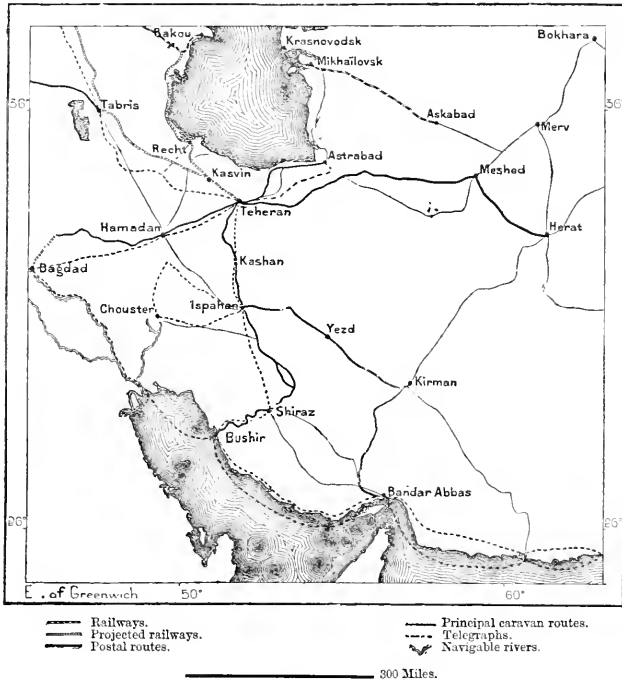 Bakou
Krasnovodsk
Mikhaïlovsk
Bokhara
36°
36°
Tabris
Askabad
Merv
Recht
Kasvin
Astrabad
Meshed
Teheran
Hamadan
Herat
Bagdad
Kashan
Chouster
Ispahan
Yezd
Kirman
Shiraz
Bushir
Bandar Abbas
26°
26°
E. of Greenwich
50°
60°
Railways.
Projected railways.
Postal routes.
Principal caravan routes.
Telegraphs.
Navigable rivers.
300 Miles.